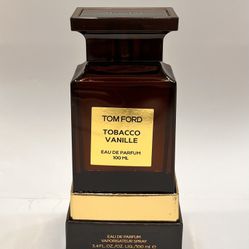 TOM FORD
TOBACCO
VANILLE
EAU DE PARFUM
100 ML
EAU DE PARFUM
VAPORISATEUR SPRAY
3.4 FL.OZ./OZ.LIQ./100 ml ℮